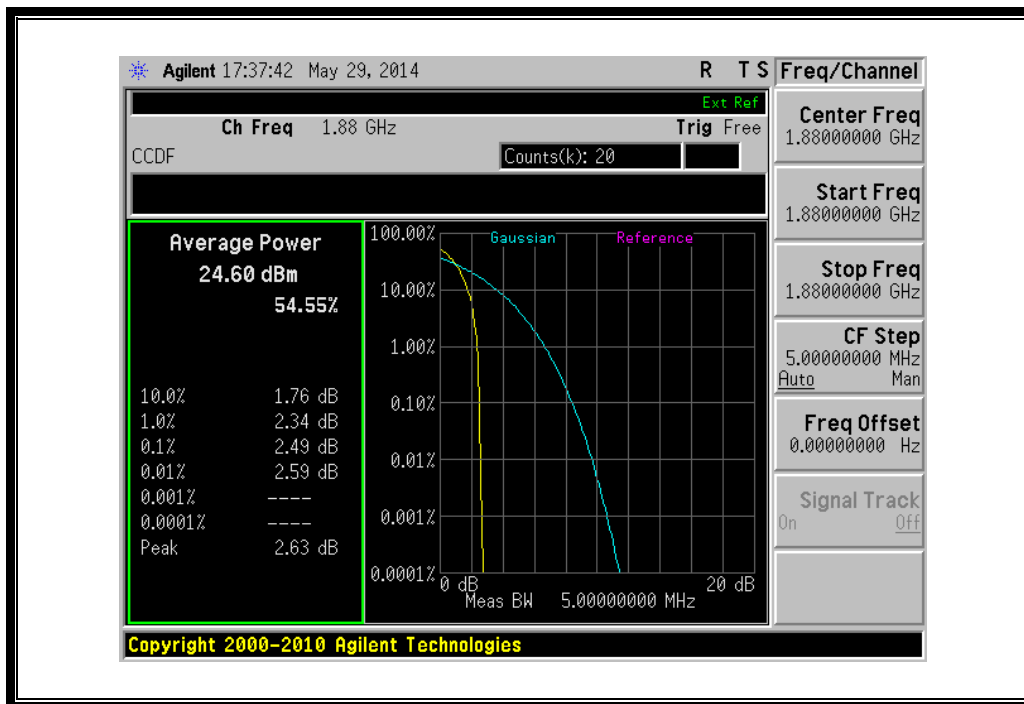 Agilent 17:37:42 May 29, 2014 R T S
Ext Ref
Ch Freq 1.88 GHz Trig Free
CCDF Counts(k): 20
Average Power
24.60 dBm
54.55%
10.0% 1.76 dB
1.0% 2.34 dB
0.1% 2.49 dB
0.01% 2.59 dB
0.001% ----
0.0001% ----
Peak 2.63 dB
Gaussian Reference
100.00%
10.00%
1.00%
0.10%
0.01%
0.001%
0.0001%
0 dB 20 dB
Meas BW 5.00000000 MHz
Freq/Channel
Center Freq
1.88000000 GHz
Start Freq
1.88000000 GHz
Stop Freq
1.88000000 GHz
CF Step
5.00000000 MHz
Auto Man
Freq Offset
0.00000000 Hz
Signal Track
On Off
Copyright 2000-2010 Agilent Technologies